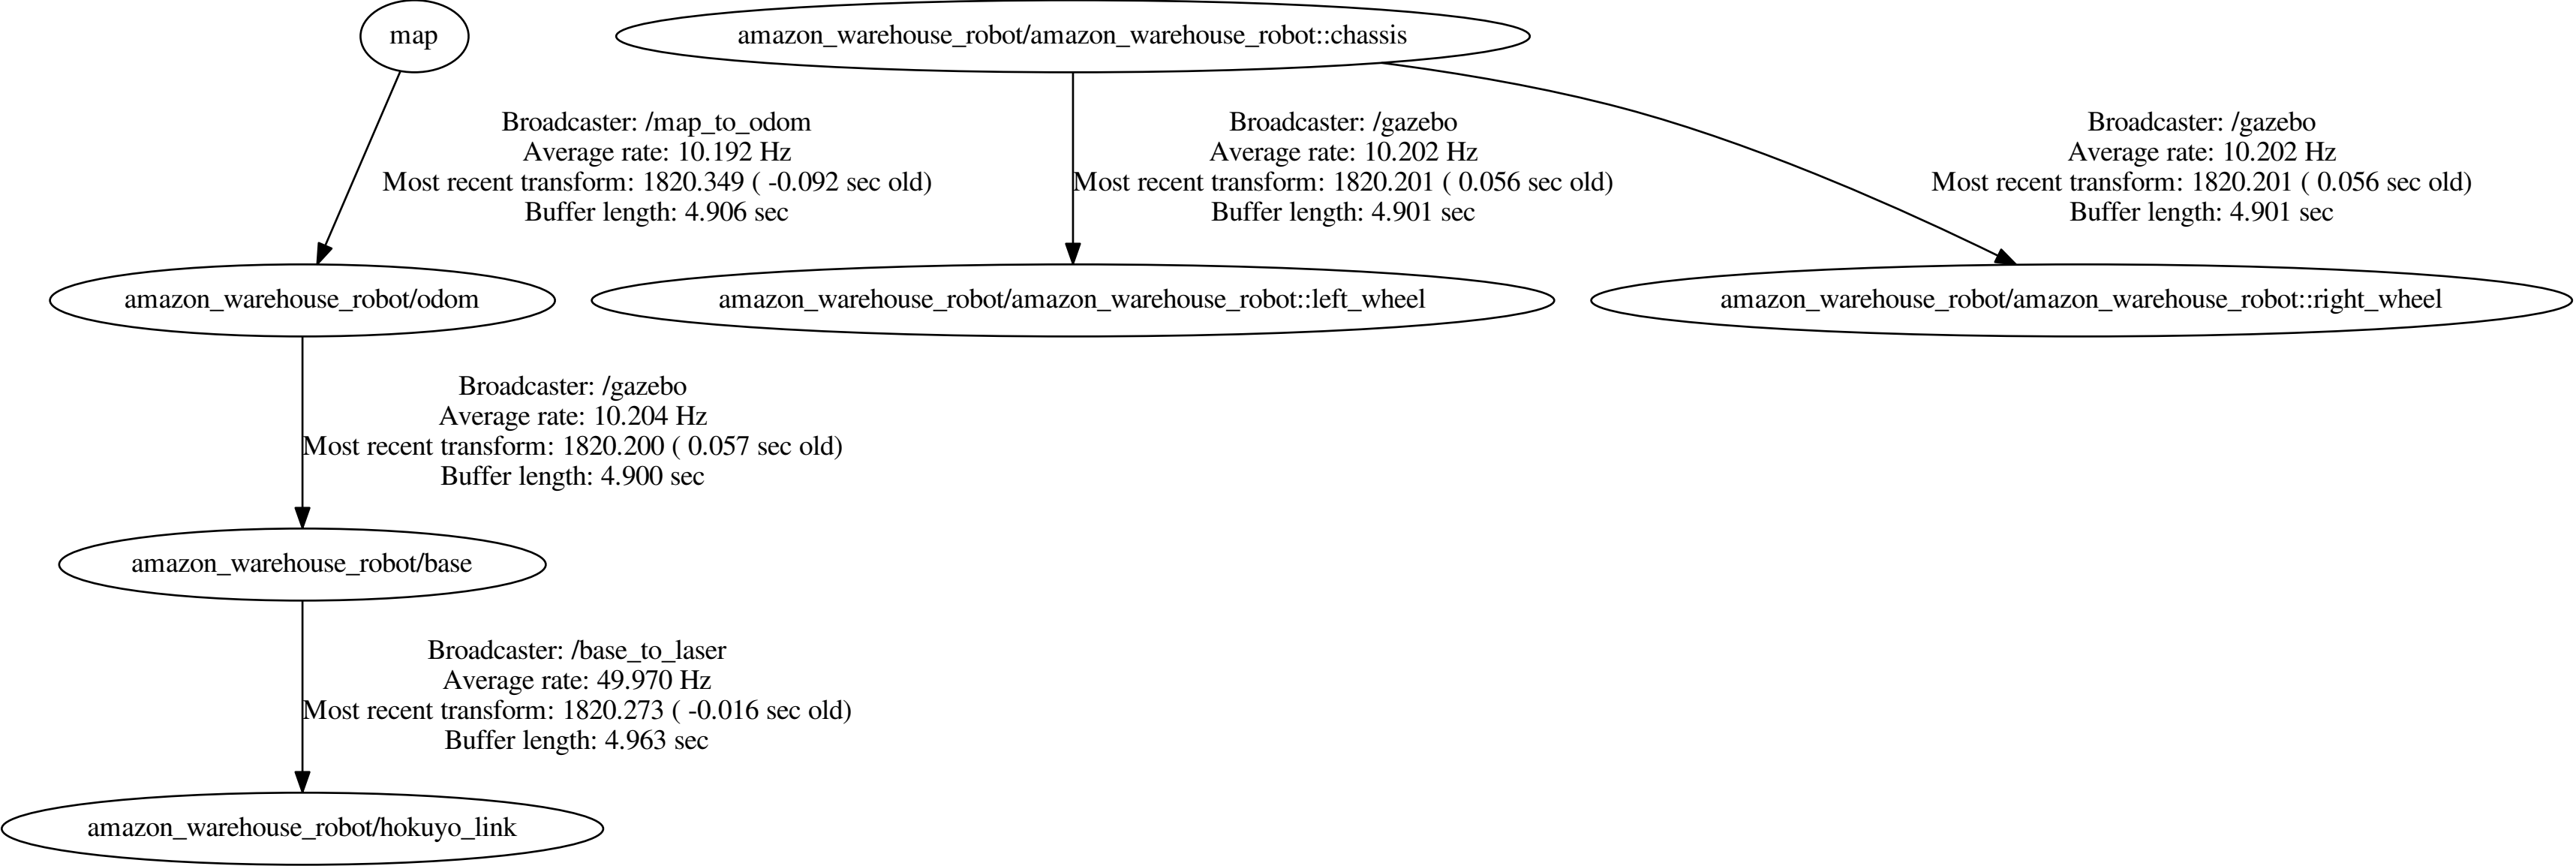 map
amazon_warehouse_robot/amazon_warehouse_robot::chassis
Broadcaster: /map_to_odom
Average rate: 10.192 Hz
Most recent transform: 1820.349 ( -0.092 sec old)
Buffer length: 4.906 sec
Broadcaster: /gazebo
Average rate: 10.202 Hz
Most recent transform: 1820.201 ( 0.056 sec old)
Buffer length: 4.901 sec
Broadcaster: /gazebo
Average rate: 10.202 Hz
Most recent transform: 1820.201 ( 0.056 sec old)
Buffer length: 4.901 sec
amazon_warehouse_robot/odom
amazon_warehouse_robot/amazon_warehouse_robot::left_wheel
amazon_warehouse_robot/amazon_warehouse_robot::right_wheel
Broadcaster: /gazebo
Average rate: 10.204 Hz
Most recent transform: 1820.200 ( 0.057 sec old)
Buffer length: 4.900 sec
amazon_warehouse_robot/base
Broadcaster: /base_to_laser
Average rate: 49.970 Hz
Most recent transform: 1820.273 ( -0.016 sec old)
Buffer length: 4.963 sec
amazon_warehouse_robot/hokuyo_link